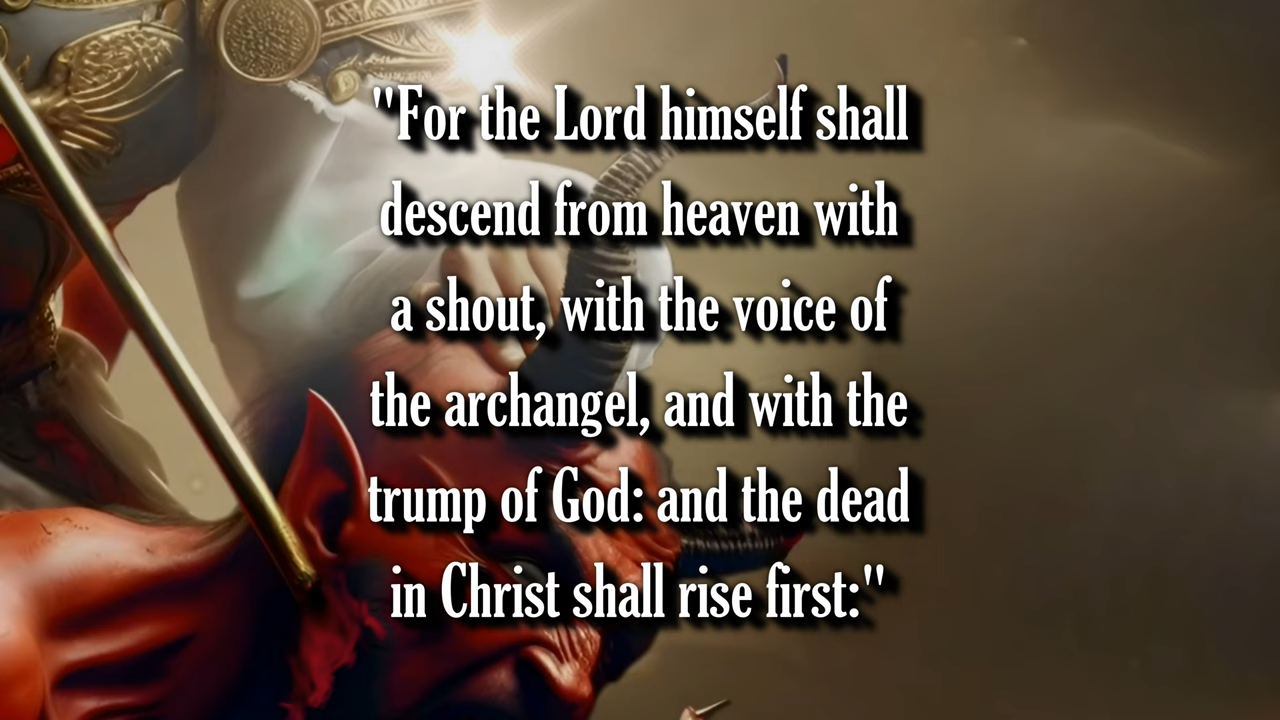 "For the Lord himself shall
descend from heaven with
a shout, with the voice of
the archangel, and with the
trump of God: and the dead
in Christ shall rise first:"